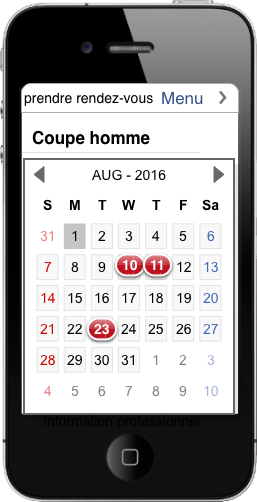 prendre rendez-vous Menu
Coupe homme
AUG - 2016
S M T W T F Sa
31 1 2 3 4 5 6
7 8 9 10 11 12 13
14 15 16 17 18 19 20
21 22 23 24 25 26 27
28 29 30 31 1 2 3
4 5 6 7 8 9 10
Information professionnel